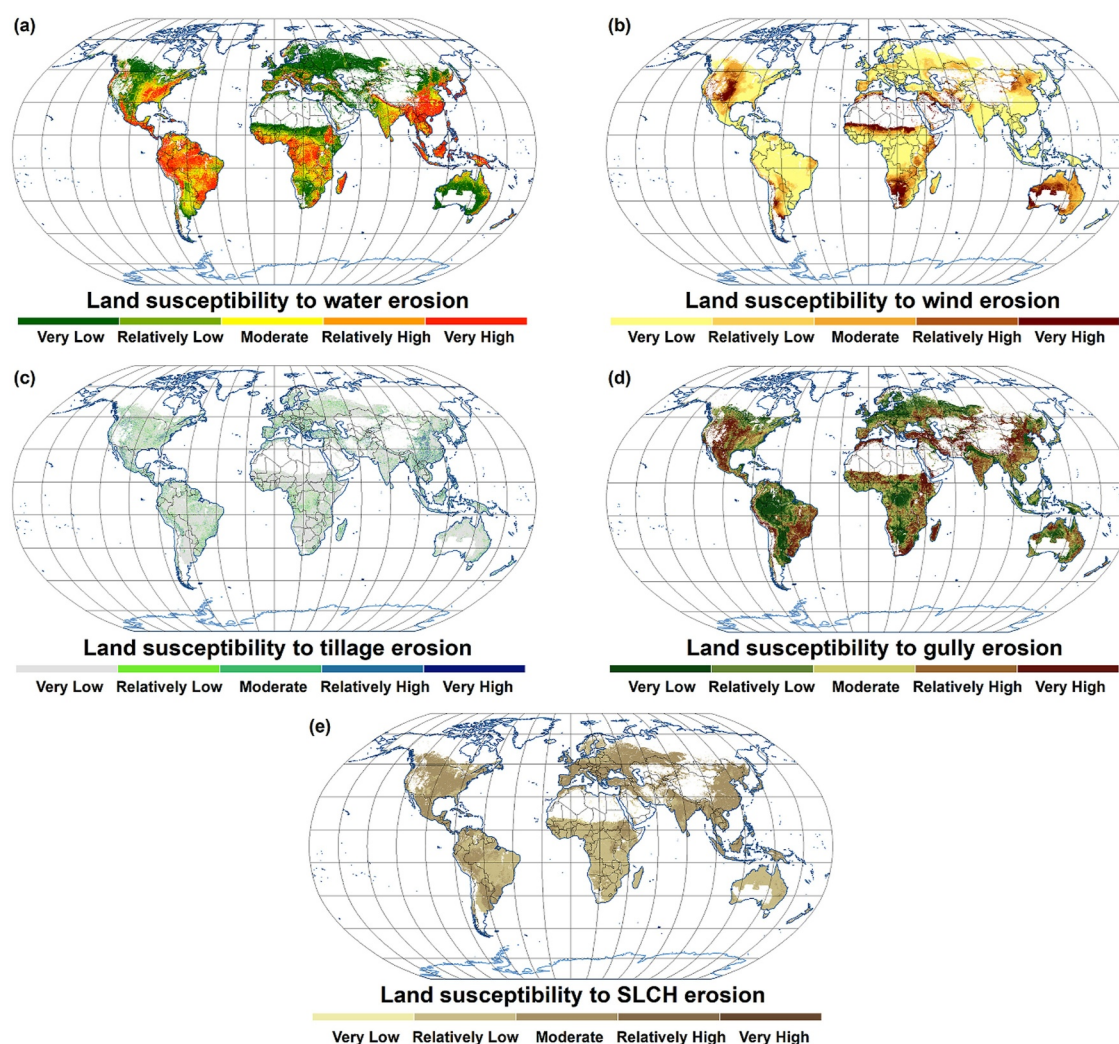 (a)
(b)
Land susceptibility to water erosion
Very Low Relatively Low Moderate Relatively High Very High
Land susceptibility to wind erosion
Very Low Relatively Low Moderate Relatively High Very High
(c)
(d)
Land susceptibility to tillage erosion
Very Low Relatively Low Moderate Relatively High Very High
Land susceptibility to gully erosion
Very Low Relatively Low Moderate Relatively High Very High
(e)
Land susceptibility to SLCH erosion
Very Low Relatively Low Moderate Relatively High Very High